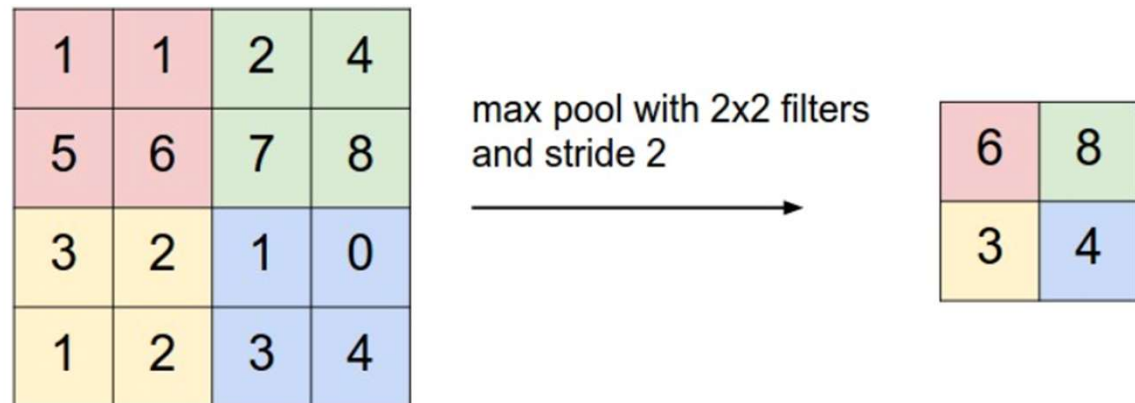 1 1 2 4
5 6 7 8
3 2 1 0
1 2 3 4
max pool with 2x2 filters
and stride 2
6 8
3 4